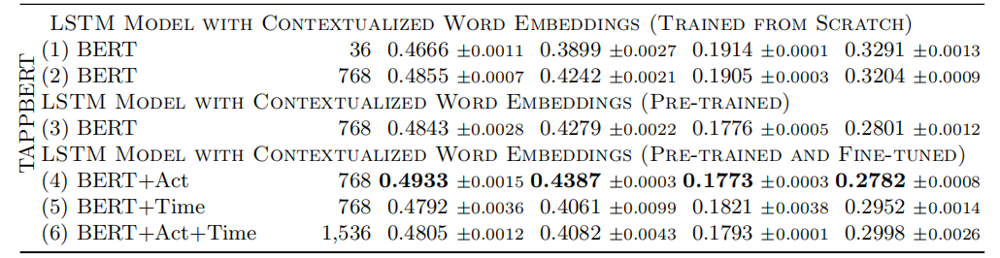 TAPPBERT
LSTM Model with Contextualized Word Embeddings (Trained from Scratch)
(1) BERT 36 0.4666 ±0.0011 0.3899 ±0.0027 0.1914 ±0.0001 0.3291 ±0.0013
(2) BERT 768 0.4855 ±0.0007 0.4242 ±0.0021 0.1905 ±0.0003 0.3204 ±0.0009
LSTM Model with Contextualized Word Embeddings (Pre-trained)
(3) BERT 768 0.4843 ±0.0028 0.4279 ±0.0022 0.1776 ±0.0005 0.2801 ±0.0012
LSTM Model with Contextualized Word Embeddings (Pre-trained and Fine-tuned)
(4) BERT+Act 768 0.4933 ±0.0015 0.4387 ±0.0003 0.1773 ±0.0003 0.2782 ±0.0008
(5) BERT+Time 768 0.4792 ±0.0036 0.4061 ±0.0099 0.1821 ±0.0038 0.2952 ±0.0014
(6) BERT+Act+Time 1,536 0.4805 ±0.0012 0.4082 ±0.0043 0.1793 ±0.0001 0.2998 ±0.0026